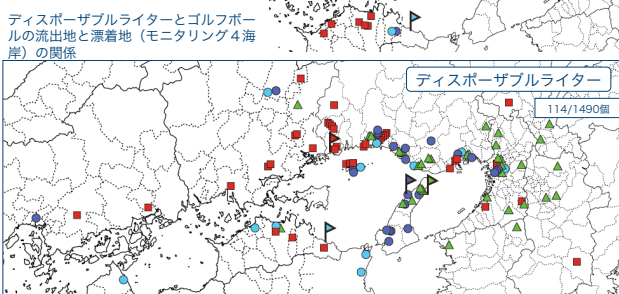 ディスポーザブルライターとゴルフボー
ルの流出地と漂着地（モニタリング４海
岸）の関係
ディスポーザブルライター
114/1490個